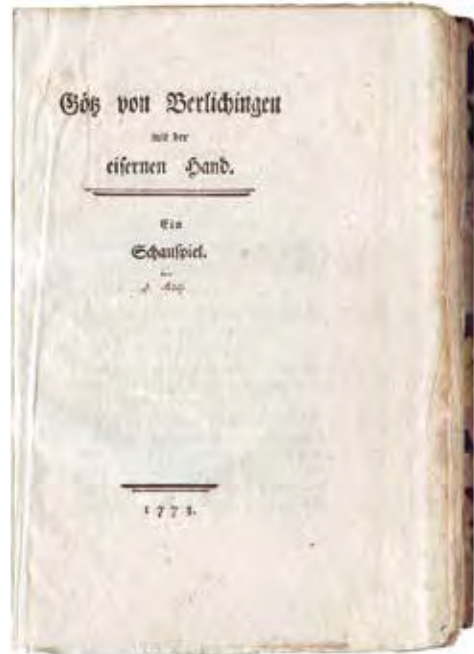 Götz von Berlichingen
mit der
eisernen Hand.
Ein
Schauspiel.
1773.